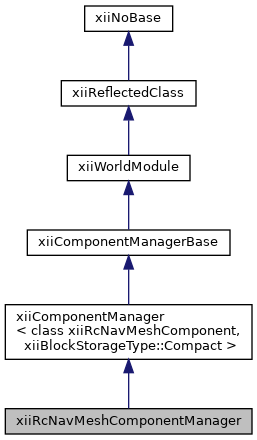 xiiNoBase
xiiReflectedClass
xiiWorldModule
xiiComponentManagerBase
xiiComponentManager
< class xiiRcNavMeshComponent,
xiiBlockStorageType::Compact >
xiiRcNavMeshComponentManager